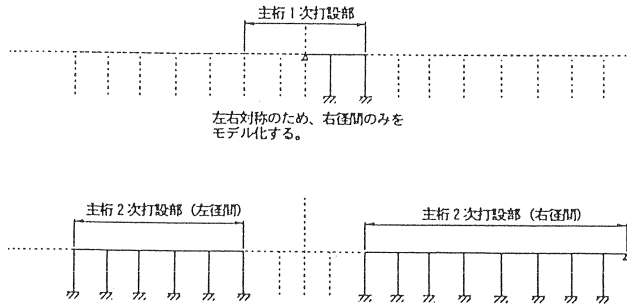 主桁1次打設部
左右対称のため、右径間のみを
モデル化する。
主桁2次打設部（左径間）
主桁2次打設部（右径間）